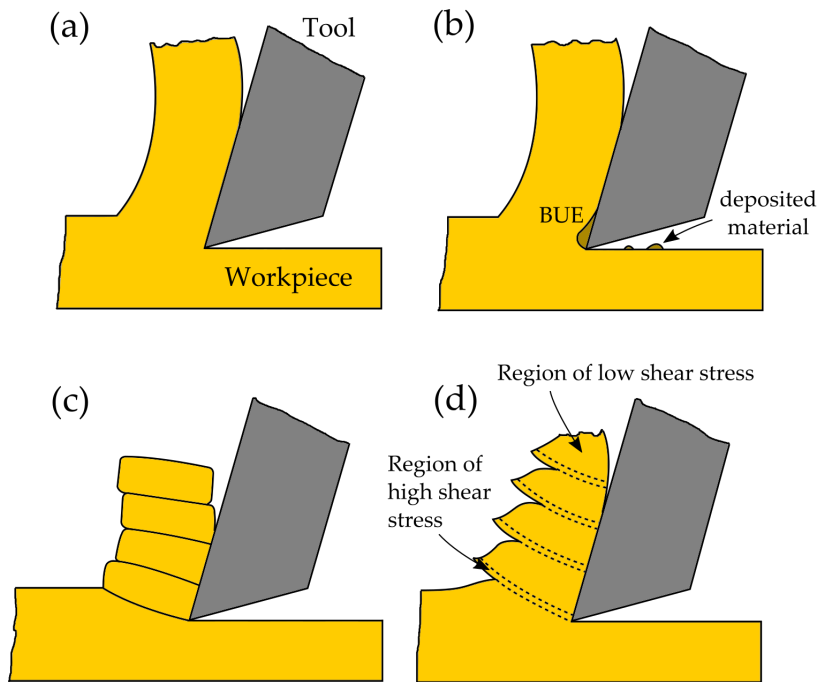 (a)
Tool
Workpiece
(b)
BUE
deposited
material
(c)
(d)
Region of low shear stress
Region of
high shear
stress